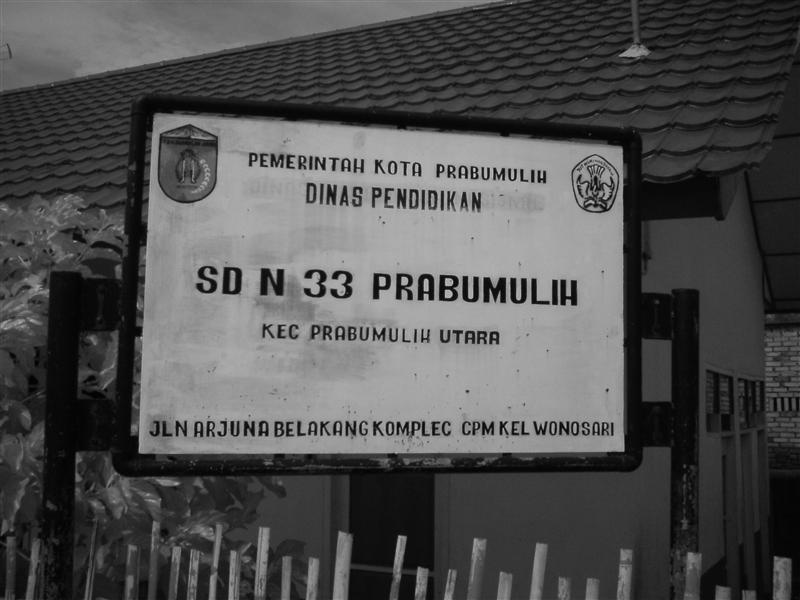 PEMERINTAH KOTA PRABUMULIH
DINAS PENDIDIKAN
SD N 33 PRABUMULIH
KEC PRABUMULIH UTARA
JLN ARJUNA BELAKANG KOMPLEC CPM KEL WONOSARI